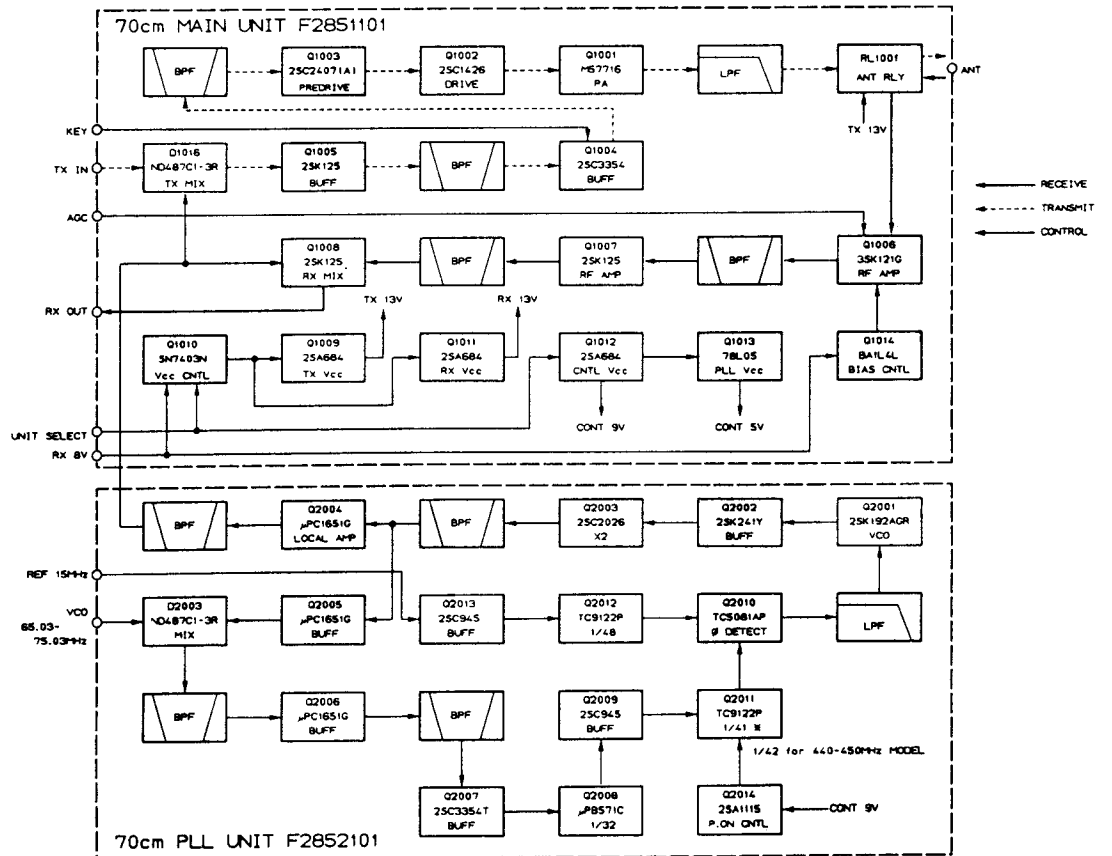 70cm MAIN UNIT F2851101
BPF
Q1003
2SC2407(A)
PREDRIVE
Q1002
2SC1426
DRIVE
Q1001
M57716
PA
LPF
RL1001
ANT RLY
ANT
TX 13V
KEY
TX IN
D1016
ND487C1-3R
TX MIX
Q1005
2SK125
BUFF
BPF
Q1004
2SC3354
BUFF
RECEIVE
TRANSMIT
CONTROL
AGC
Q1008
2SK125
RX MIX
BPF
Q1007
2SK125
RF AMP
BPF
Q1006
3SK121G
RF AMP
RX OUT
TX 13V
RX 13V
Q1010
SN7403N
Vcc CNTL
Q1009
2SA684
TX Vcc
Q1011
2SA684
RX Vcc
Q1012
2SA684
CNTL Vcc
Q1013
78L05
PLL Vcc
Q1014
BA1L4L
BIAS CNTL
CONT 9V
CONT 5V
UNIT SELECT
RX 8V
BPF
Q2004
μPC1651G
LOCAL AMP
BPF
Q2003
2SC2026
X2
Q2002
2SK241Y
BUFF
Q2001
2SK192AGR
VCO
REF 15MHz
VCO
65.03-
75.03MHz
D2003
ND487C1-3R
MIX
Q2005
μPC1651G
BUFF
Q2013
2SC945
BUFF
Q2012
TC9122P
1/48
Q2010
TC5081AP
Ø DETECT
LPF
BPF
Q2006
μPC1651G
BUFF
BPF
Q2009
2SC945
BUFF
Q2011
TC9122P
1/41 ※
1/42 for 440-450MHz MODEL
Q2007
2SC3354T
BUFF
Q2008
μPB571C
1/32
Q2014
2SA1115
P.ON CNTL
CONT 9V
70cm PLL UNIT F2852101